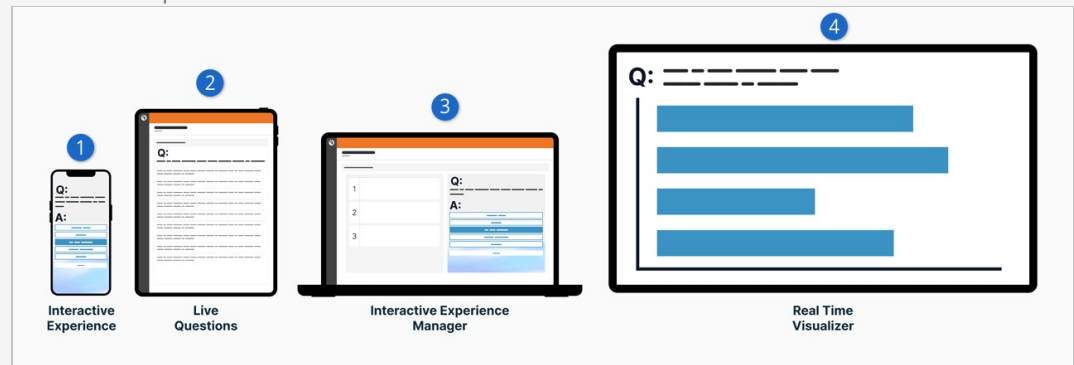 1
2
3
4
Q:
A:
Q:
1
2
3
Q:
A:
Q:
Interactive
Experience
Live
Questions
Interactive Experience
Manager
Real Time
Visualizer